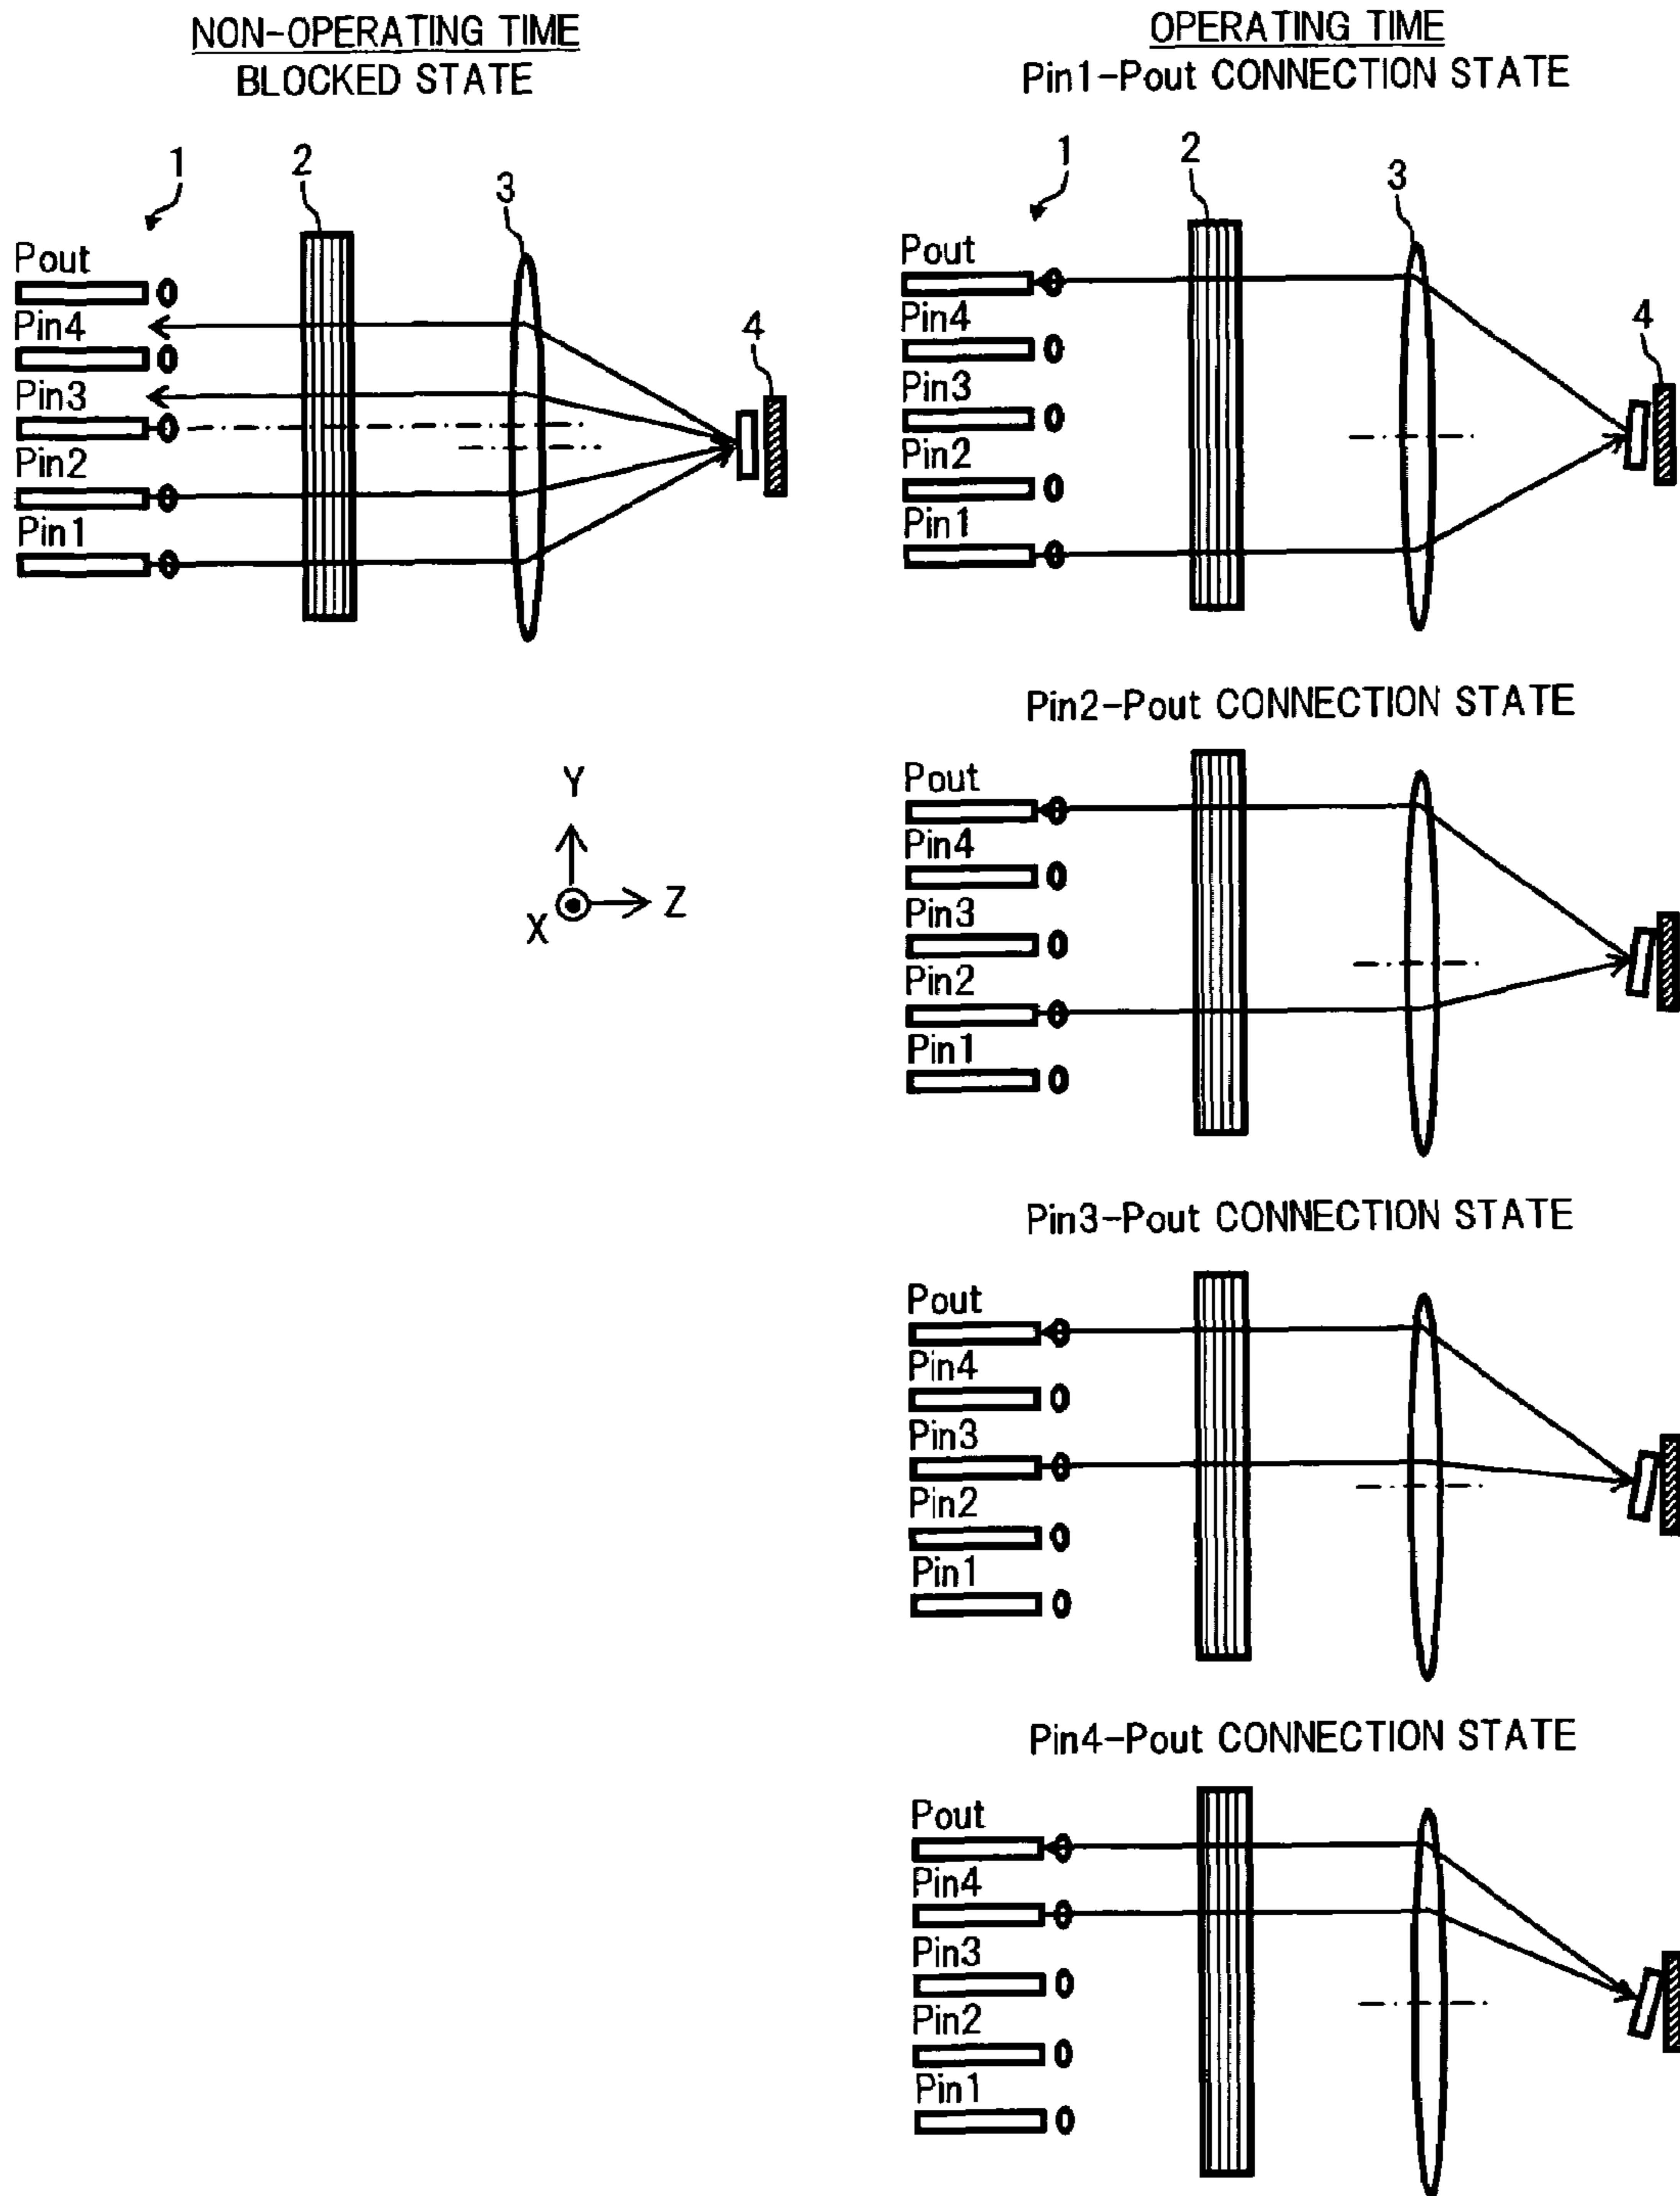 NON-OPERATING TIME
BLOCKED STATE
1
2
3
4
Pout
Pin4
Pin3
Pin2
Pin1
Y
X
Z
OPERATING TIME
Pin1-Pout CONNECTION STATE
1
2
3
4
Pout
Pin4
Pin3
Pin2
Pin1
Pin2-Pout CONNECTION STATE
Pout
Pin4
Pin3
Pin2
Pin1
Pin3-Pout CONNECTION STATE
Pout
Pin4
Pin3
Pin2
Pin1
Pin4-Pout CONNECTION STATE
Pout
Pin4
Pin3
Pin2
Pin1